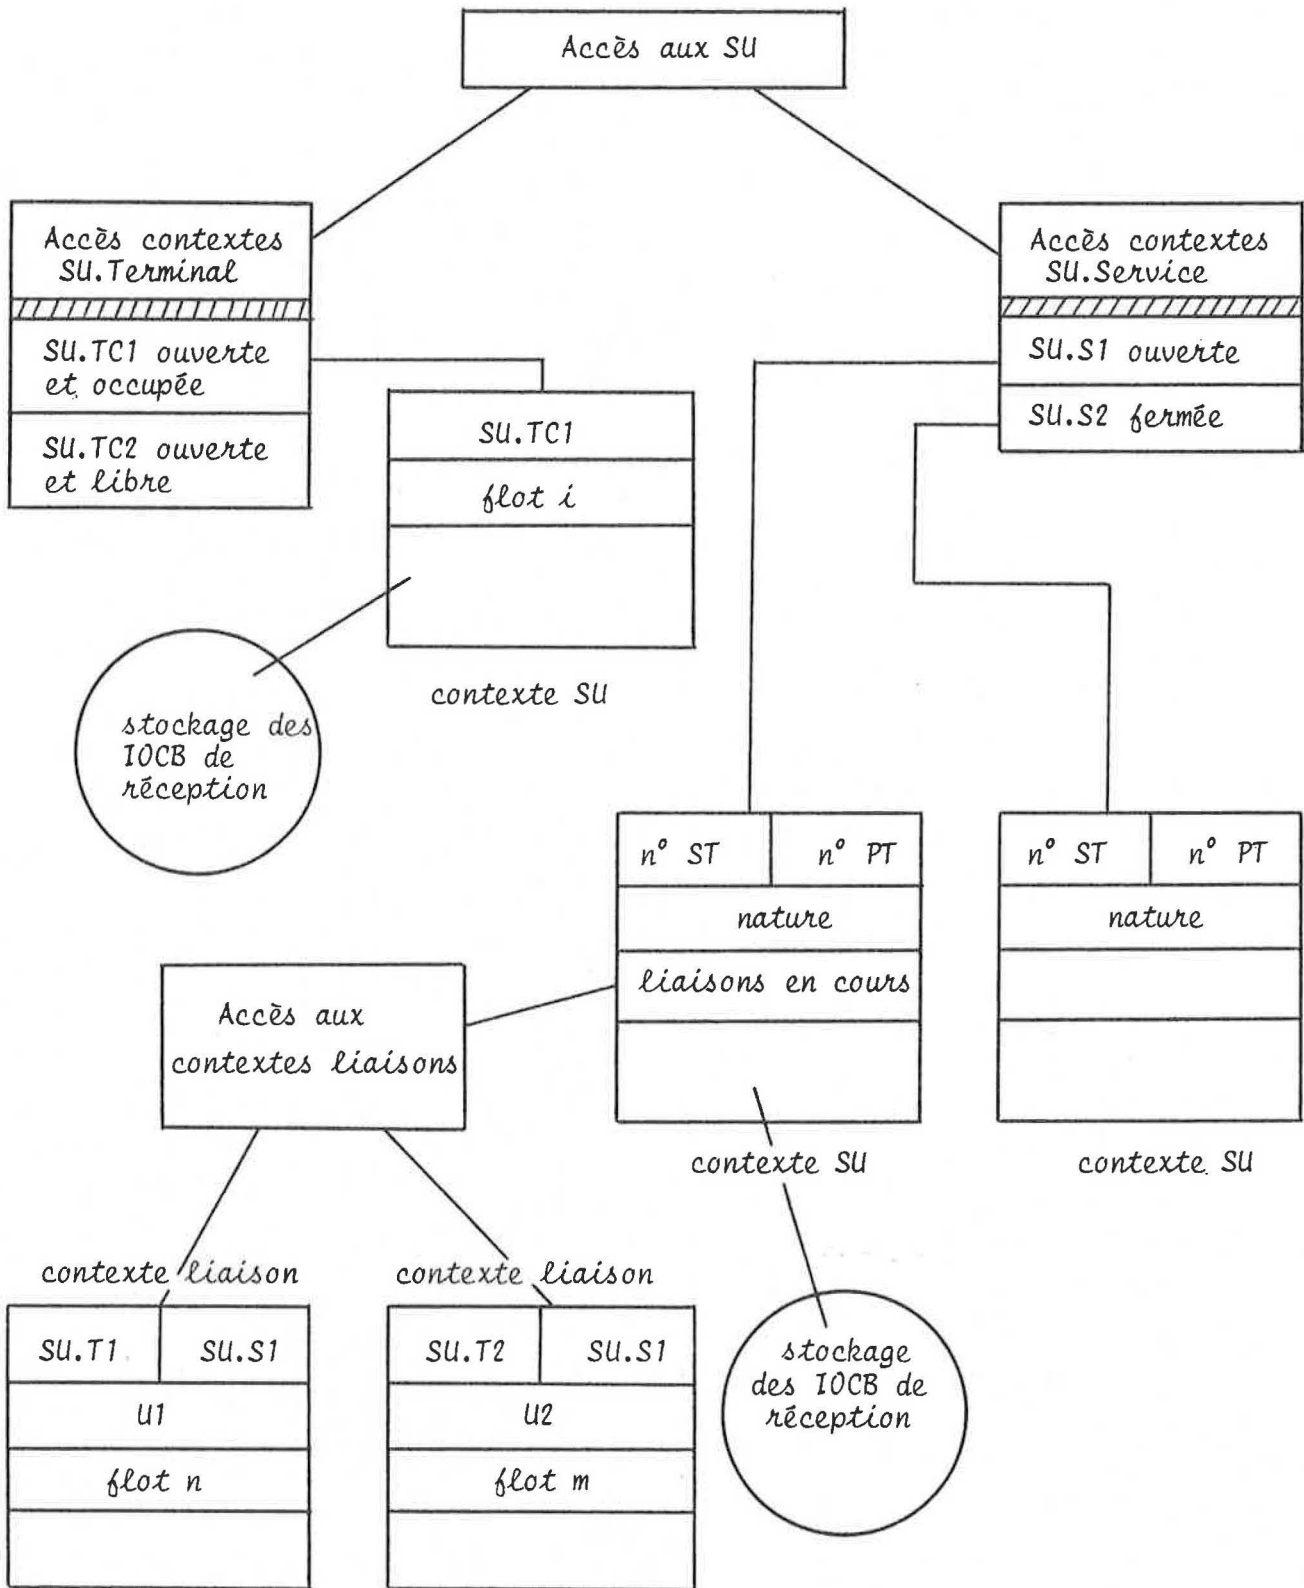 Accès aux SU
Accès contextes
SU.Terminal
SU.TC1 ouverte
et occupée
SU.TC2 ouverte
et libre
Accès contextes
SU.Service
SU.S1 ouverte
SU.S2 fermée
SU.TC1
flot i
contexte SU
stockage des
IOCB de
réception
n° ST n° PT
nature
liaisons en cours
contexte SU
n° ST n° PT
nature
contexte SU
Accès aux
contextes liaisons
contexte liaison
SU.T1 SU.S1
U1
flot n
contexte liaison
SU.T2 SU.S1
U2
flot m
stockage
des IOCB de
réception